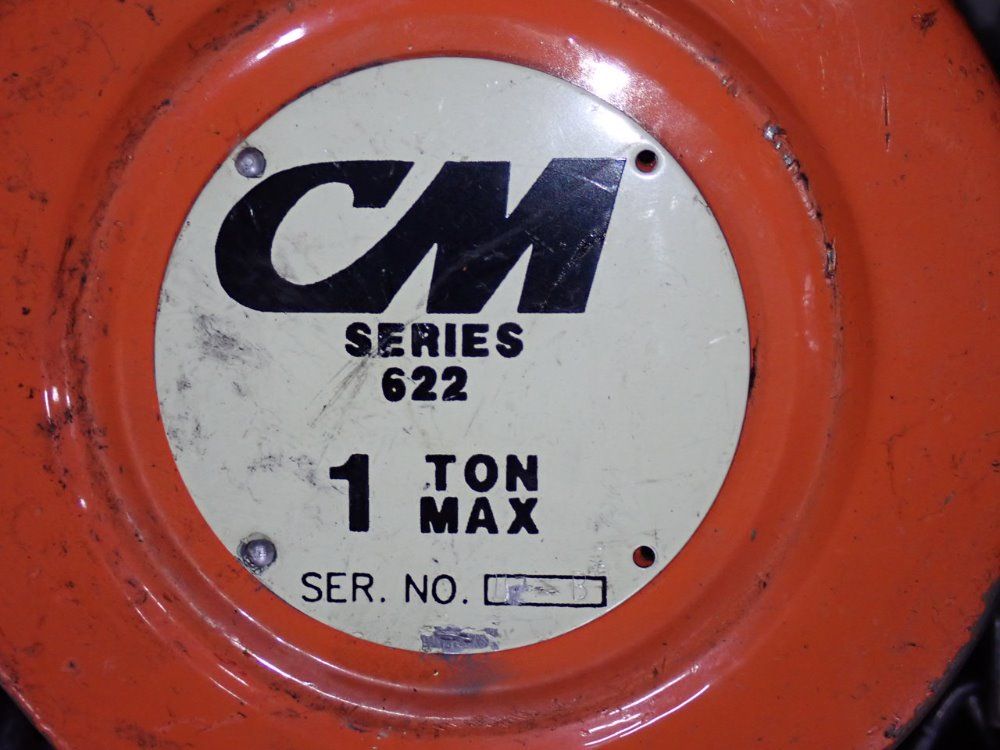 CM
SERIES
622
1 TON
MAX
SER. NO.